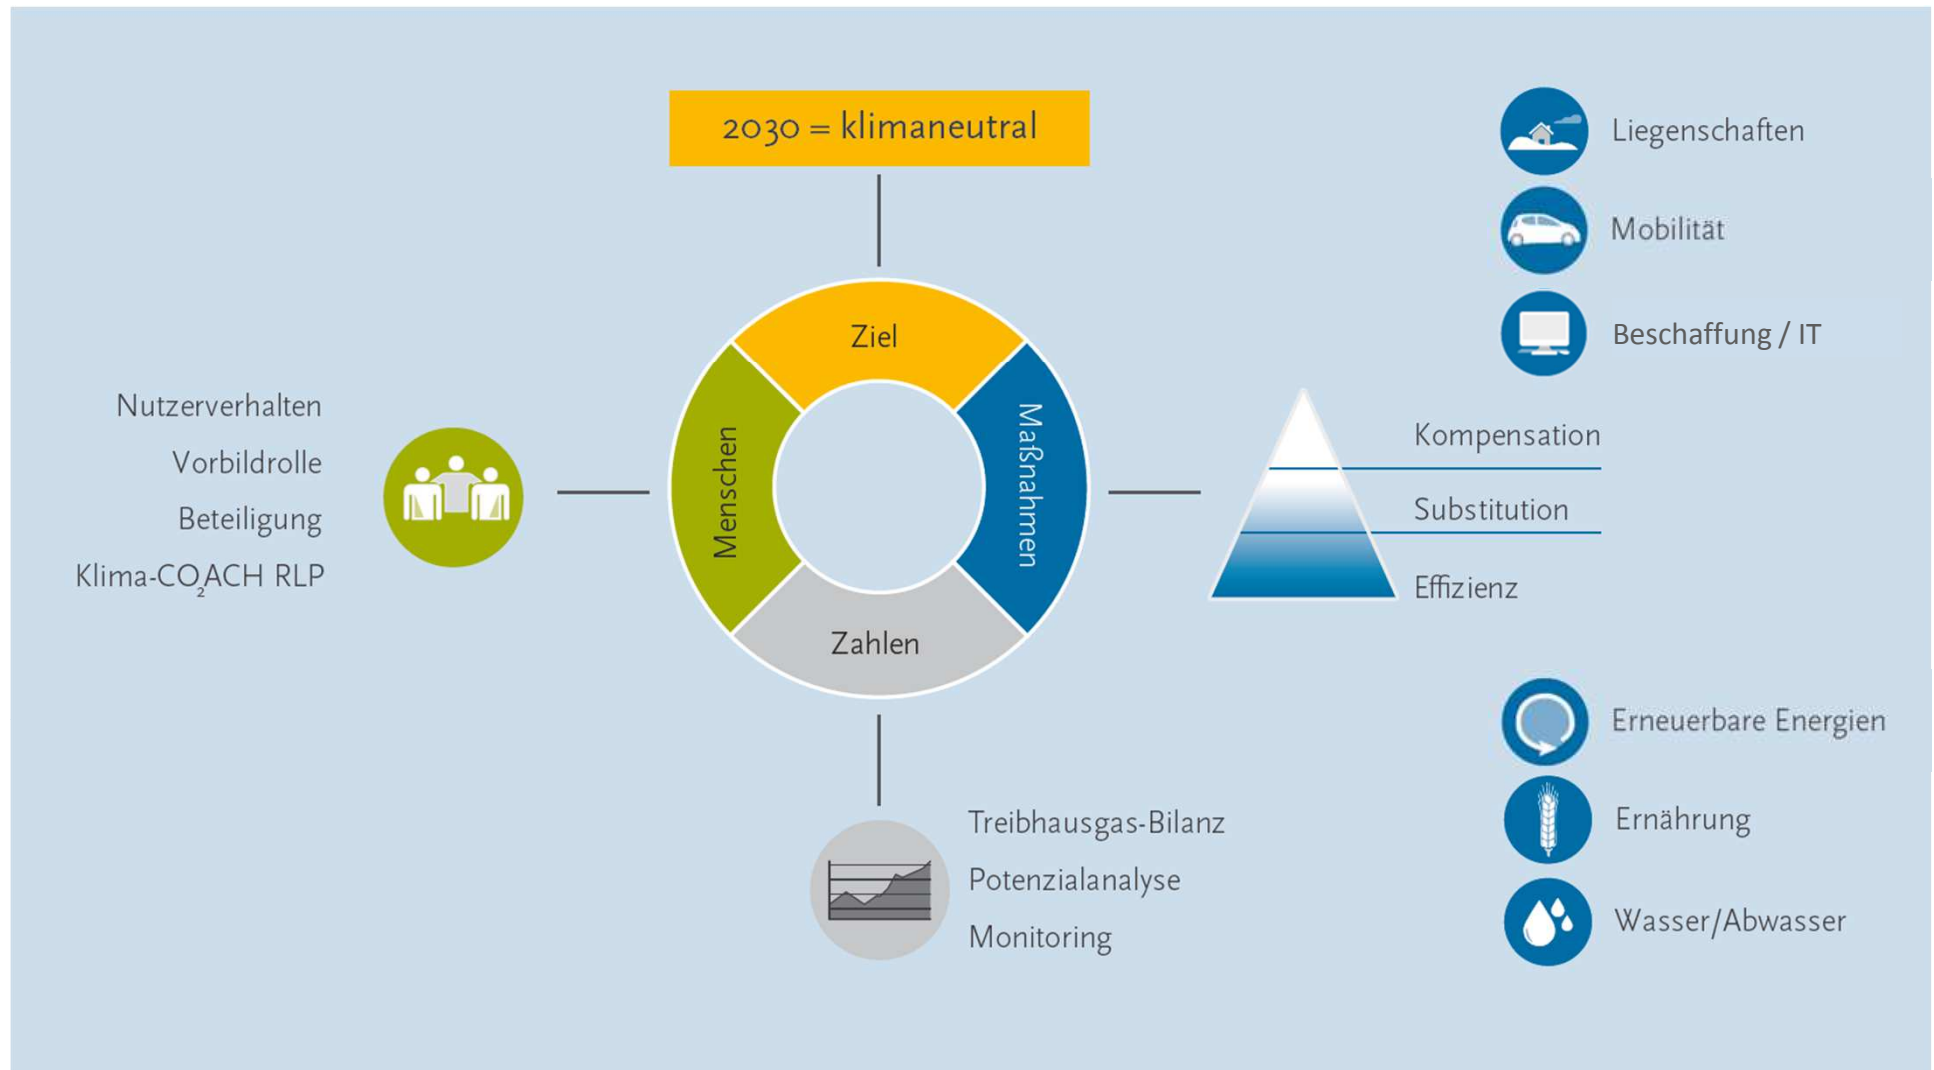 2030 = klimaneutral
Ziel
Menschen
Maßnahmen
Zahlen
Nutzerverhalten
Vorbildrolle
Beteiligung
Klima-CO₂ACH RLP
Treibhausgas-Bilanz
Potenzialanalyse
Monitoring
Liegenschaften
Mobilität
Beschaffung / IT
Kompensation
Substitution
Effizienz
Erneuerbare Energien
Ernährung
Wasser/Abwasser